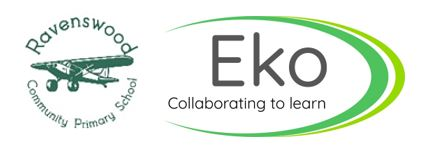 Ravenswood
Community Primary School
Eko
Collaborating to learn